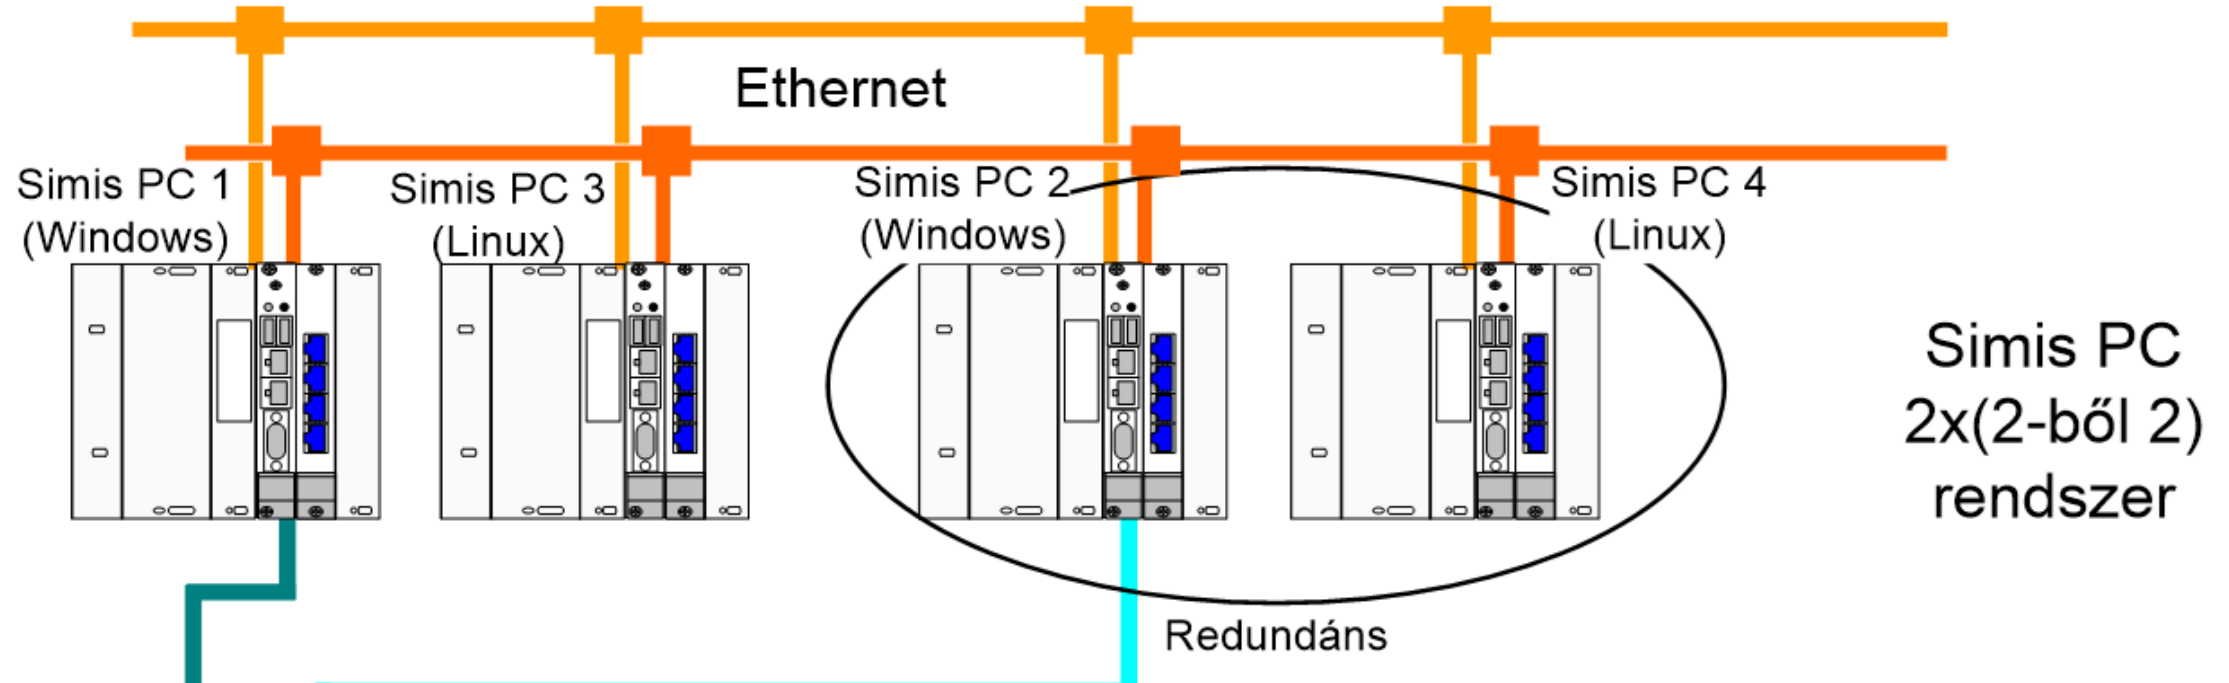 Ethernet
Simis PC 1
(Windows)
Simis PC 3
(Linux)
Simis PC 2
(Windows)
Simis PC 4
(Linux)
Simis PC
2x(2-ből 2)
rendszer
Redundáns